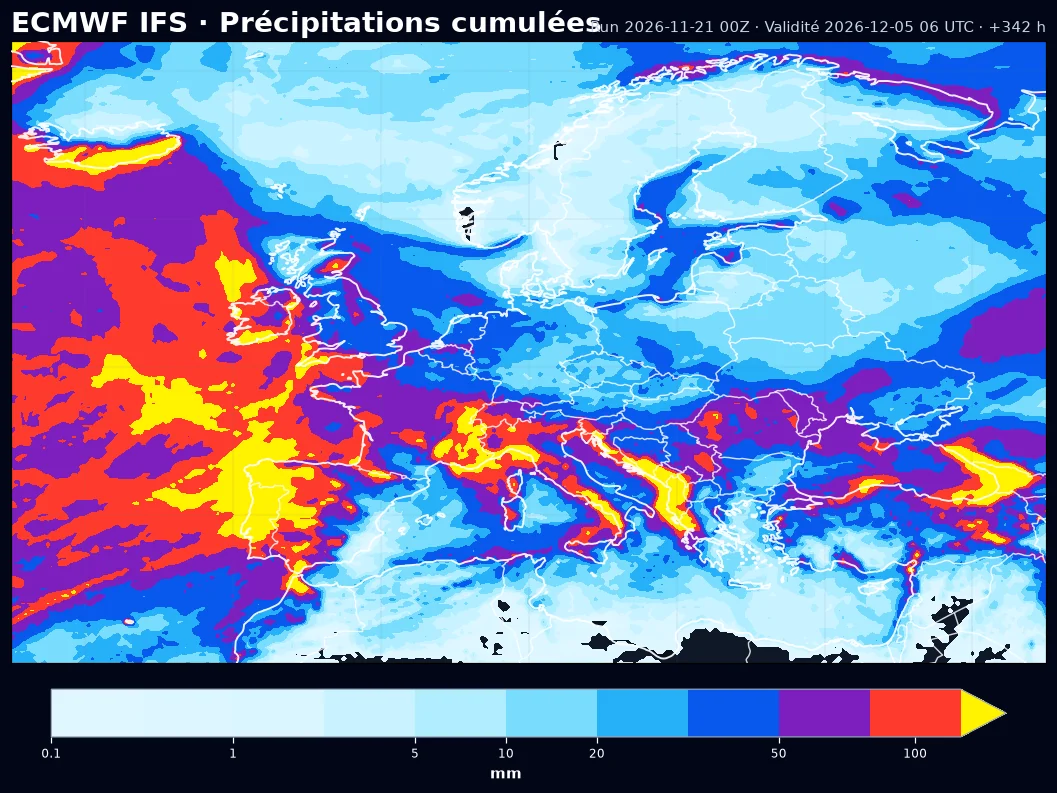 ECMWF IFS · Précipitations cumulées
Run 2026-11-21 00Z · Validité 2026-12-05 06 UTC · +342 h
0.1 1 5 10 20 50 100
mm